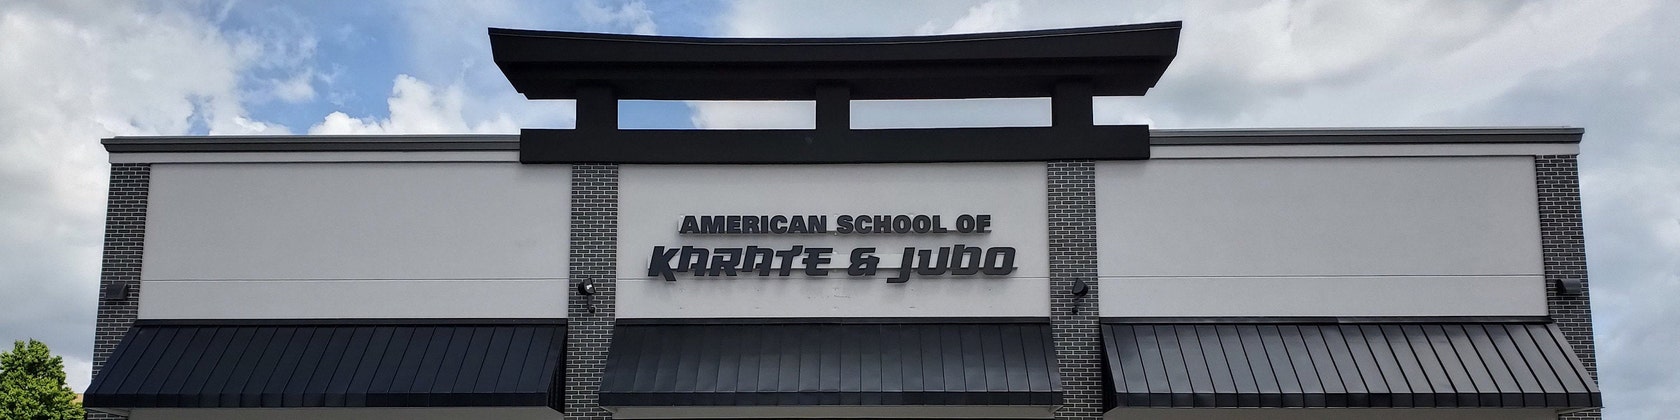 AMERICAN SCHOOL OF
KARATE & JUDO